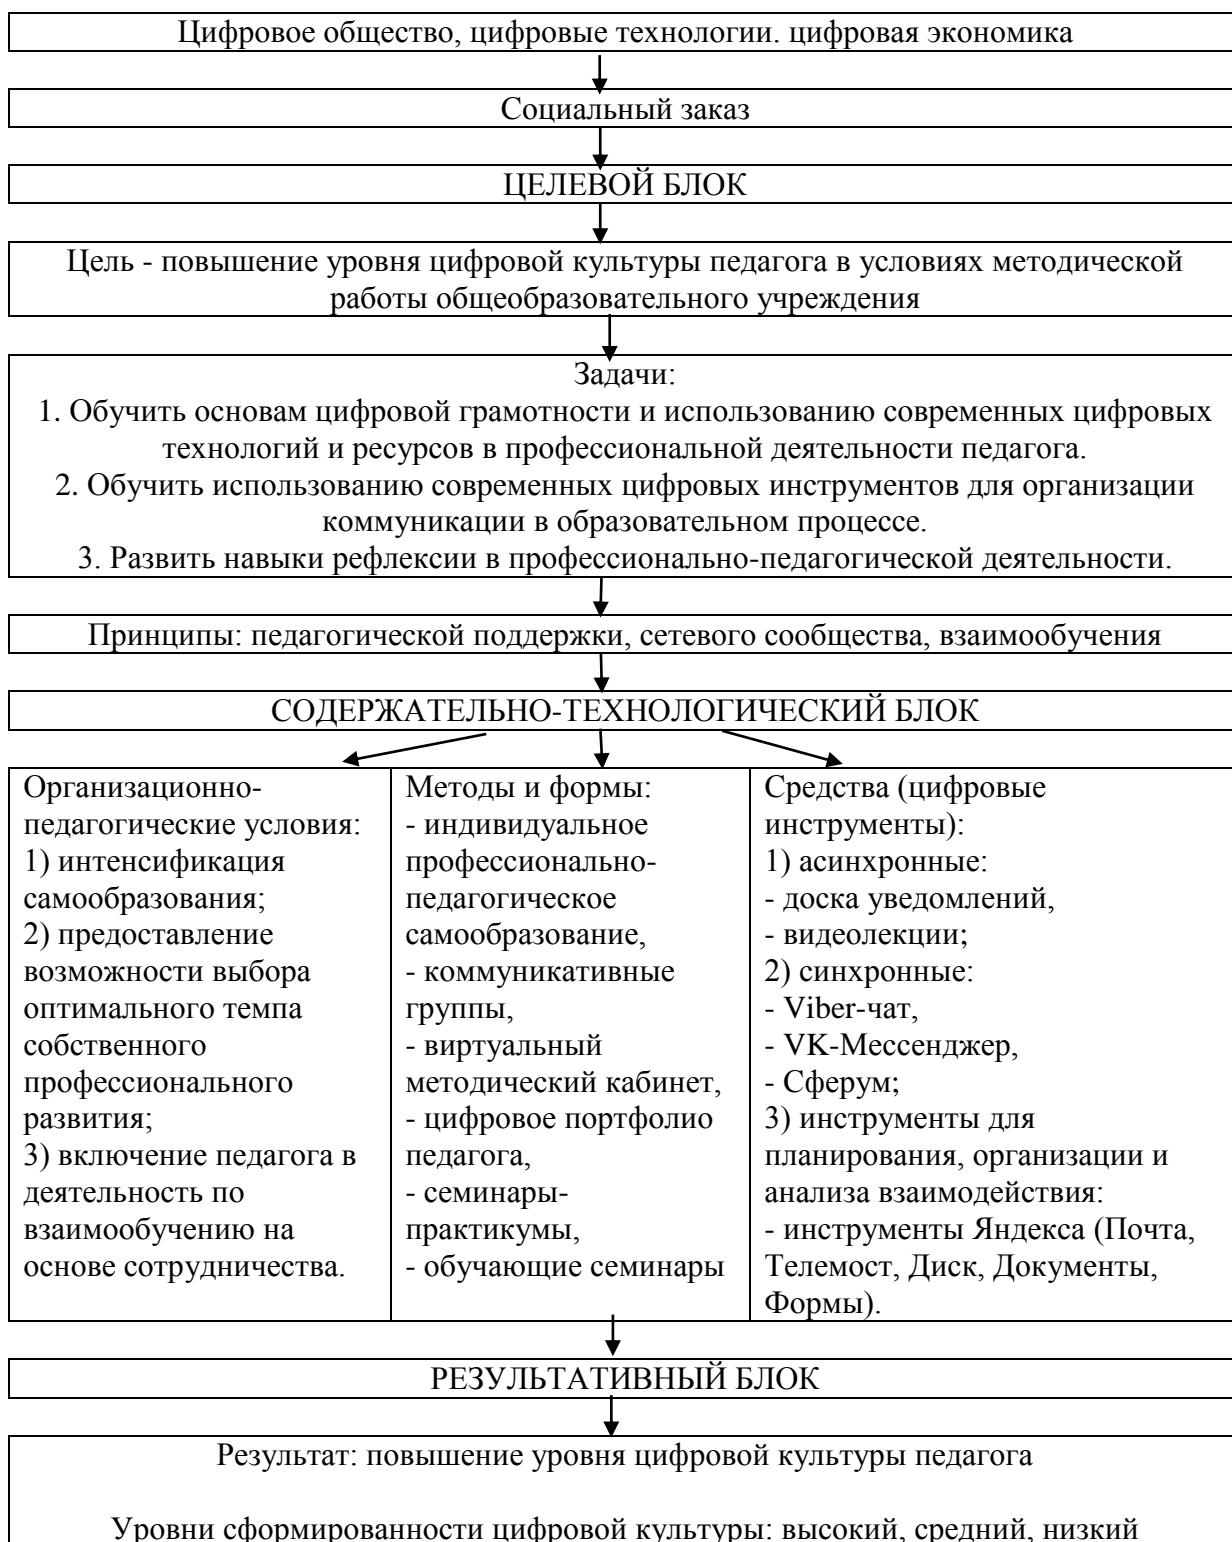 Цифровое общество, цифровые технологии. цифровая экономика
Социальный заказ
ЦЕЛЕВОЙ БЛОК
Цель - повышение уровня цифровой культуры педагога в условиях методической
работы общеобразовательного учреждения
Задачи:
1. Обучить основам цифровой грамотности и использованию современных цифровых
технологий и ресурсов в профессиональной деятельности педагога.
2. Обучить использованию современных цифровых инструментов для организации
коммуникации в образовательном процессе.
3. Развить навыки рефлексии в профессионально-педагогической деятельности.
Принципы: педагогической поддержки, сетевого сообщества, взаимообучения
СОДЕРЖАТЕЛЬНО-ТЕХНОЛОГИЧЕСКИЙ БЛОК
Организационно-
педагогические условия:
1) интенсификация
самообразования;
2) предоставление
возможности выбора
оптимального темпа
собственного
профессионального
развития;
3) включение педагога в
деятельность по
взаимообучению на
основе сотрудничества.
Методы и формы:
- индивидуальное
профессионально-
педагогическое
самообразование,
- коммуникативные
группы,
- виртуальный
методический кабинет,
- цифровое портфолио
педагога,
- семинары-
практикумы,
- обучающие семинары
Средства (цифровые
инструменты):
1) асинхронные:
- доска уведомлений,
- видеолекции;
2) синхронные:
- Viber-чат,
- VK-Мессенджер,
- Сферум;
3) инструменты для
планирования, организации и
анализа взаимодействия:
- инструменты Яндекса (Почта,
Телемост, Диск, Документы,
Формы).
РЕЗУЛЬТАТИВНЫЙ БЛОК
Результат: повышение уровня цифровой культуры педагога
Уровни сформированности цифровой культуры: высокий, средний, низкий